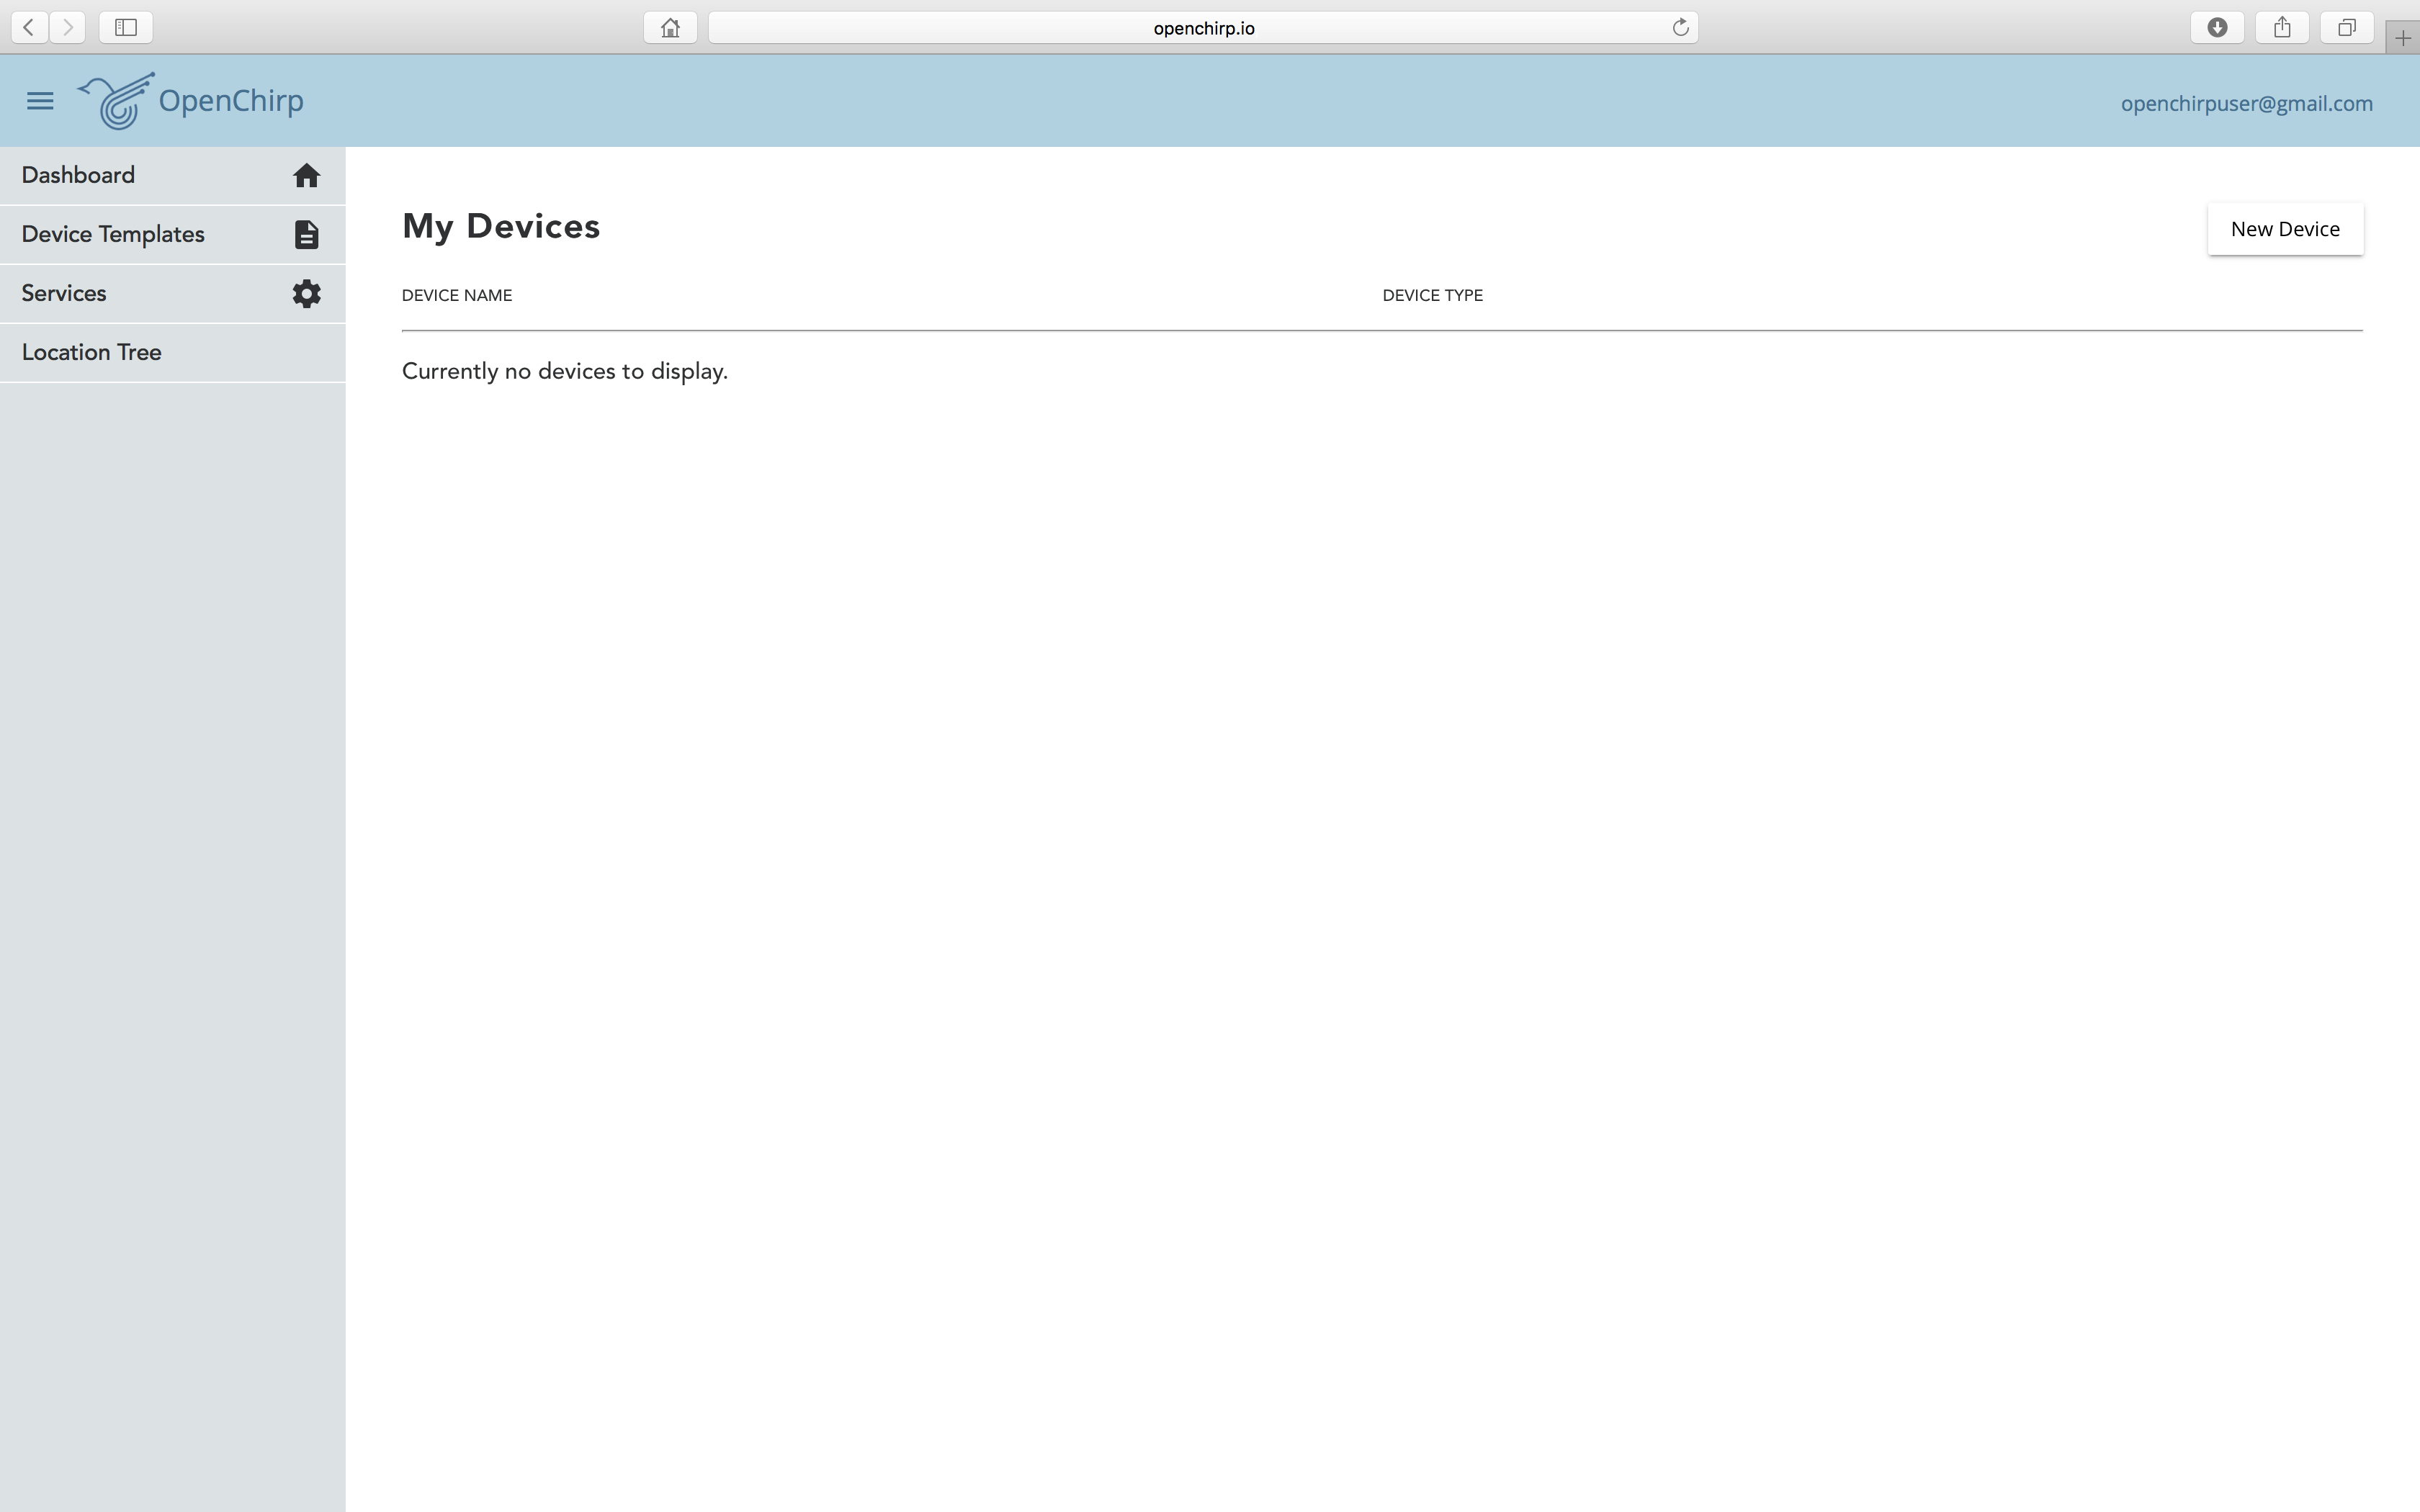 openchirp.io
OpenChirp
openchirpuser@gmail.com
Dashboard
Device Templates
Services
Location Tree
My Devices
New Device
DEVICE NAME
DEVICE TYPE
Currently no devices to display.